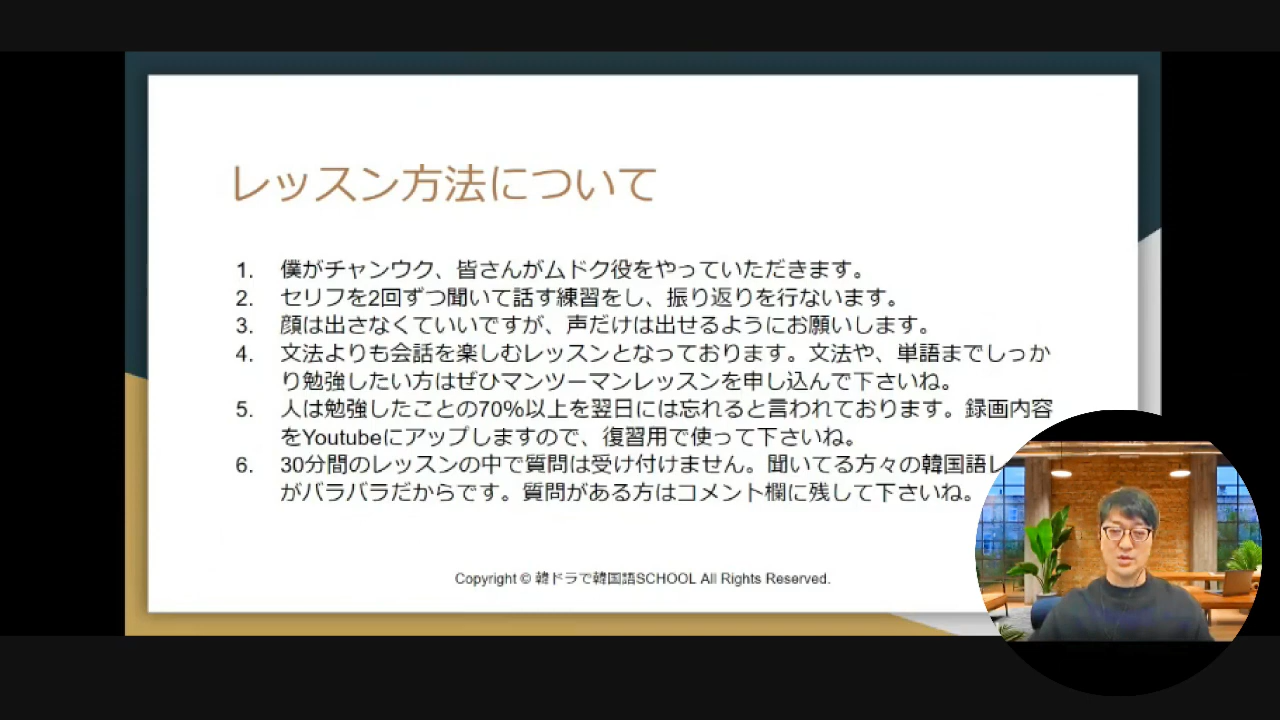 レッスン方法について
1. 僕がチャンウク、皆さんがムドク役をやっていただきます。
2. セリフを2回ずつ聞いて話す練習をし、振り返りを行ないます。
3. 顔は出さなくていいですが、声だけは出せるようにお願いします。
4. 文法よりも会話を楽しむレッスンとなっております。文法や、単語までしっか
り勉強したい方はぜひマンツーマンレッスンを申し込んで下さいね。
5. 人は勉強したことの70%以上を翌日には忘れると言われております。録画内容
をYoutubeにアップしますので、復習用で使って下さいね。
6. 30分間のレッスンの中で質問は受け付けません。聞いてる方々の韓国語レ
がバラバラだからです。質問がある方はコメント欄に残して下さいね。
Copyright © 韓ドラで韓国語SCHOOL All Rights Reserved.